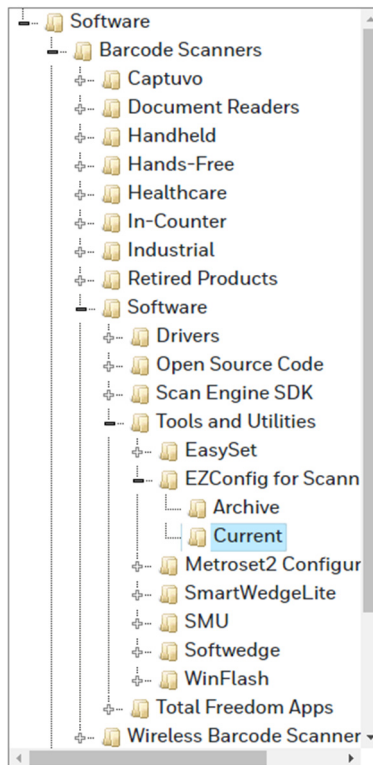 Software
Barcode Scanners
Captuvo
Document Readers
Handheld
Hands-Free
Healthcare
In-Counter
Industrial
Retired Products
Software
Drivers
Open Source Code
Scan Engine SDK
Tools and Utilities
EasySet
EZConfig for Scann
Archive
Current
Metroset2 Configur
SmartWedgeLite
SMU
Softwedge
WinFlash
Total Freedom Apps
Wireless Barcode Scanner